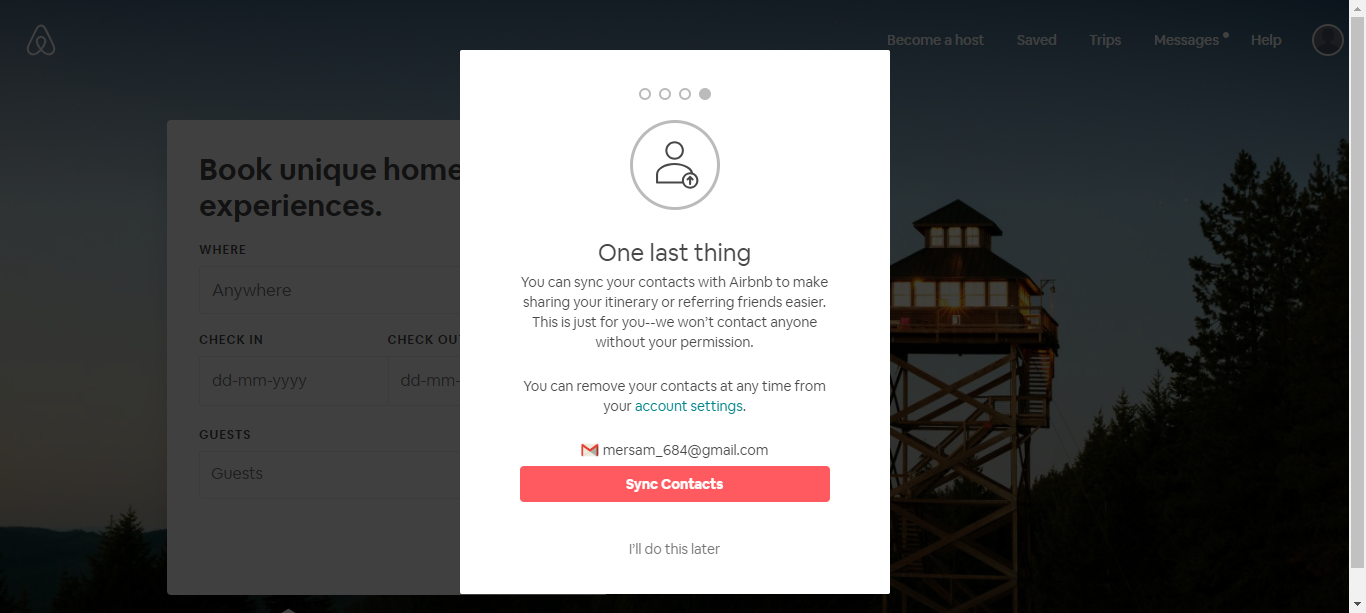 Become a host
Saved
Trips
Messages
Help
Book unique home
experiences.
WHERE
Anywhere
CHECK IN
CHECK OU
dd-mm-yyyy
dd-mm-
GUESTS
Guests
One last thing
You can sync your contacts with Airbnb to make
sharing your itinerary or referring friends easier.
This is just for you--we won't contact anyone
without your permission.
You can remove your contacts at any time from
your account settings.
mersam_684@gmail.com
Sync Contacts
I'll do this later